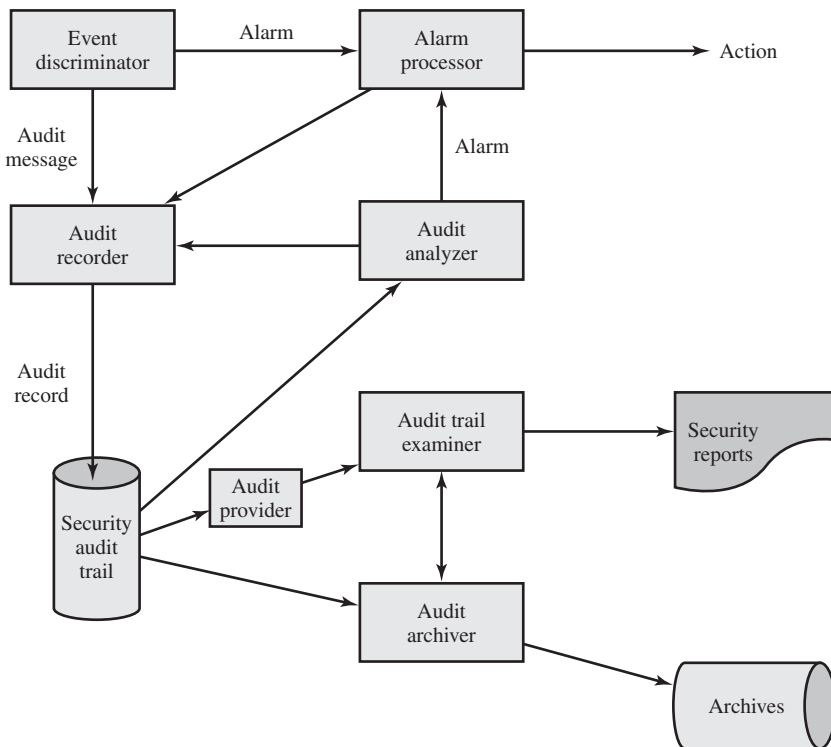 Event
discriminator
Alarm
Alarm
processor
Action
Audit
message
Alarm
Audit
recorder
Audit
analyzer
Audit
record
Audit trail
examiner
Security
reports
Audit
provider
Security
audit
trail
Audit
archiver
Archives